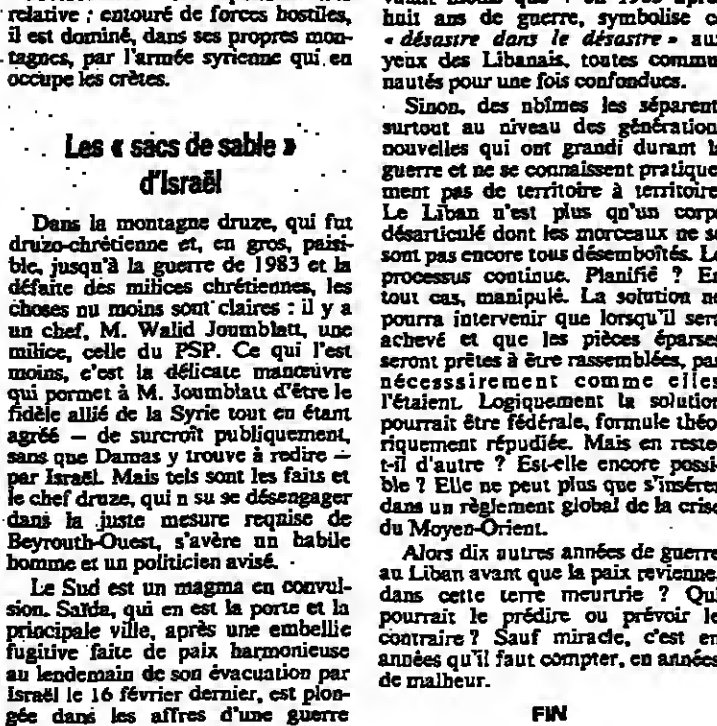 relative : entouré de forces hostiles,
il est dominé, dans ses propres mon-
tagnes, par l'armée syrienne qui en
occupe les crêtes.
Les « sacs de sable »
d'Israël
Dans la montagne druze, qui fut
druzo-chrétienne et, en gros, paisi-
ble, jusqu'à la guerre de 1983 et la
défaite des milices chrétiennes, les
choses au moins sont claires : il y a
un chef, M. Walid Joumblatt, une
milice, celle du PSP. Ce qui l'est
moins, c'est la délicate manœuvre
qui permet à M. Joumblatt d'être le
fidèle allié de la Syrie tout en étant
agréé – de surcroît publiquement,
sans que Damas y trouve à redire –
par Israël. Mais tels sont les faits et
le chef druze, qui a su se désengager
dans la juste mesure requise de
Beyrouth-Ouest, s'avère un habile
homme et un politicien avisé.
Le Sud est un magma en convul-
sion. Saïda, qui en est la porte et la
principale ville, après une embellie
fugitive faite de paix harmonieuse
au lendemain de son évacuation par
Israël le 16 février dernier, est plon-
gée dans les affres d'une guerre
huit ans de guerre, symbolise c
« désastre dans le désastre » aux
yeux des Libanais, toutes commu
nautés pour une fois confondues.
Sinon, des abîmes les séparent
surtout au niveau des génération
nouvelles qui ont grandi durant la
guerre et ne se connaissent pratique
ment pas de territoire à territoire
Le Liban n'est plus qu'un corp
désarticulé dont les morceaux ne se
sont pas encore tous désemboîtés. Le
processus continue. Planifié ? En
tout cas, manipulé. La solution ne
pourra intervenir que lorsqu'il sera
achevé et que les pièces éparses
seront prêtes à être rassemblées, pas
nécesssirement comme elles
l'étaient. Logiquement la solution
pourrait être fédérale, formule théo
riquement répudiée. Mais en reste
t-il d'autre ? Est-elle encore possi
ble ? Elle ne peut plus que s'insérer
dans un règlement global de la crise
du Moyen-Orient.
Alors dix autres années de guerre
au Liban avant que la paix revienne
dans cette terre meurtrie ? Qui
pourrait le prédire ou prévoir le
contraire ? Sauf miracle, c'est en
années qu'il faut compter, en années
de malheur.
FIN